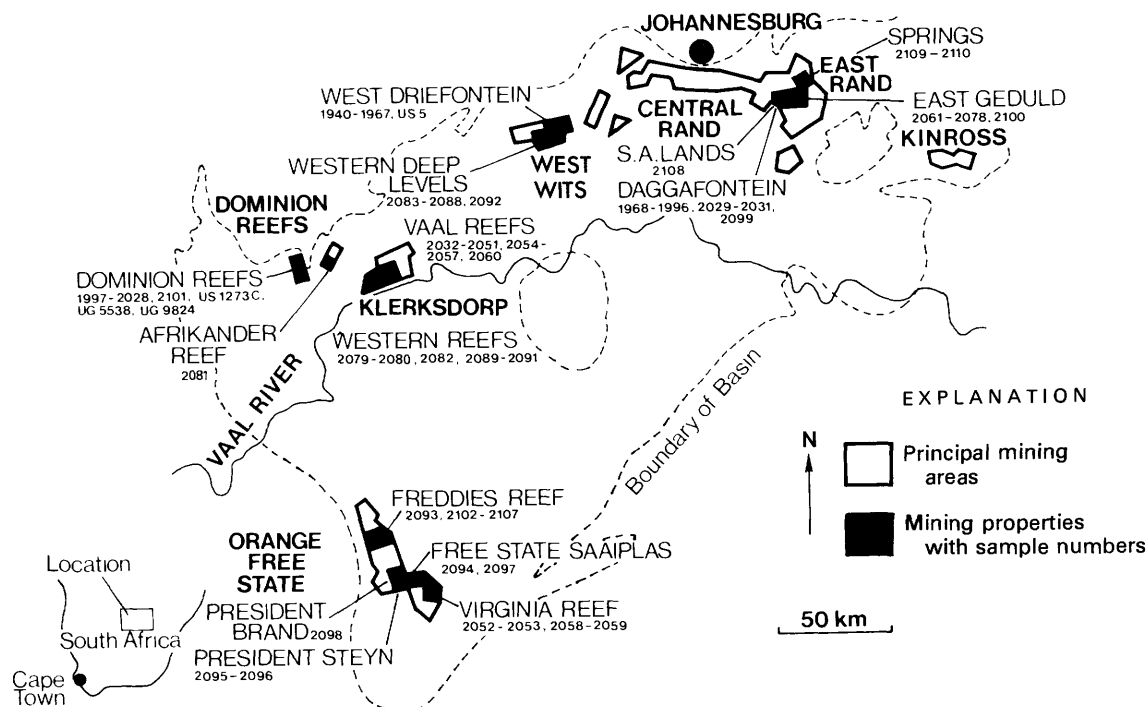 JOHANNESBURG
SPRINGS
2109-2110
EAST
RAND
WEST DRIEFONTEIN
1940-1967, US 5
CENTRAL
RAND
EAST GEDULD
2061-2078, 2100
KINROSS
S.A. LANDS
2108
WESTERN DEEP
LEVELS
2083-2088, 2092
WEST
WITS
DAGGAFONTEIN
1968-1996, 2029-2031,
2099
DOMINION
REEFS
VAAL REEFS
2032-2051, 2054-
2057, 2060
DOMINION REEFS
1997-2028, 2101, US 1273C,
UG 5538, UG 9824
KLERKSDORP
AFRIKANDER
REEF
2081
WESTERN REEFS
2079-2080, 2082, 2089-2091
VAAL RIVER
Boundary of Basin
EXPLANATION
N
Principal mining
areas
Mining properties
with sample numbers
50 km
FREDDIES REEF
2093, 2102-2107
ORANGE
FREE
STATE
FREE STATE SAAIPLAS
2094, 2097
PRESIDENT
BRAND 2098
VIRGINIA REEF
2052-2053, 2058-2059
PRESIDENT STEYN
2095-2096
Location
South Africa
Cape
Town